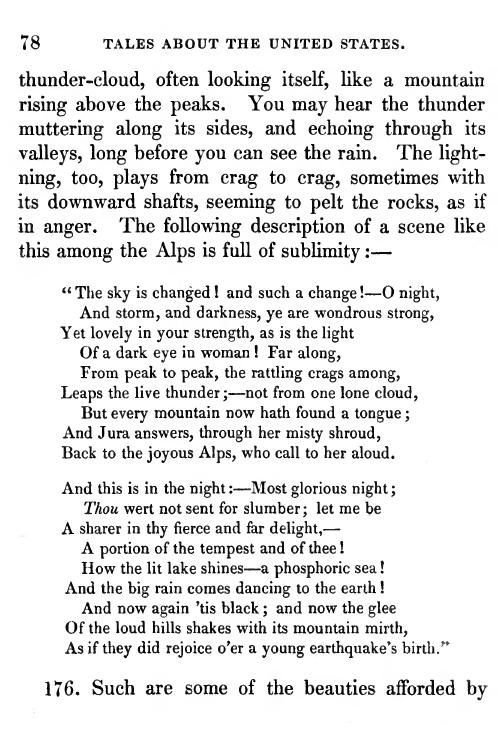 78 TALES ABOUT THE UNITED STATES.
thunder-cloud, often looking itself, like a mountain
rising above the peaks. You may hear the thunder
muttering along its sides, and echoing through its
valleys, long before you can see the rain. The light-
ning, too, plays from crag to crag, sometimes with
its downward shafts, seeming to pelt the rocks, as if
in anger. The following description of a scene like
this among the Alps is full of sublimity:—
“The sky is changed! and such a change!—O night,
And storm, and darkness, ye are wondrous strong,
Yet lovely in your strength, as is the light
Of a dark eye in woman! Far along,
From peak to peak, the rattling crags among,
Leaps the live thunder;—not from one lone cloud,
But every mountain now hath found a tongue;
And Jura answers, through her misty shroud,
Back to the joyous Alps, who call to her aloud.
And this is in the night:—Most glorious night;
Thou wert not sent for slumber; let me be
A sharer in thy fierce and far delight,—
A portion of the tempest and of thee!
How the lit lake shines—a phosphoric sea!
And the big rain comes dancing to the earth!
And now again 'tis black; and now the glee
Of the loud hills shakes with its mountain mirth,
As if they did rejoice o'er a young earthquake's birth.”
176. Such are some of the beauties afforded by